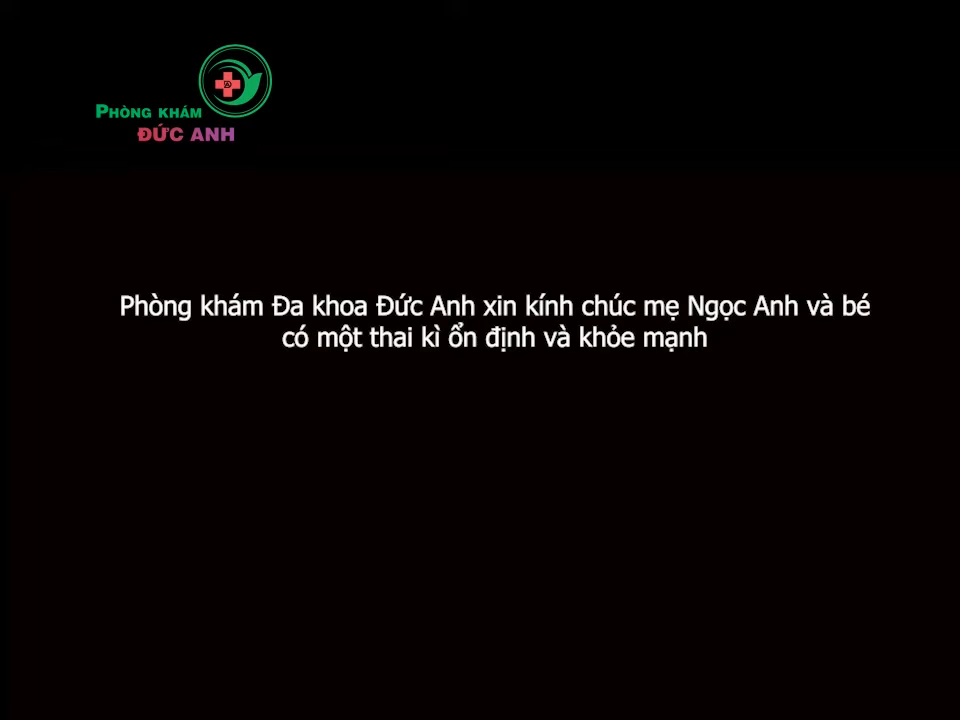 PHÒNG KHÁM
ĐỨC ANH
Phòng khám Đa khoa Đức Anh xin kính chúc mẹ Ngọc Anh và bé
có một thai kì ổn định và khỏe mạnh